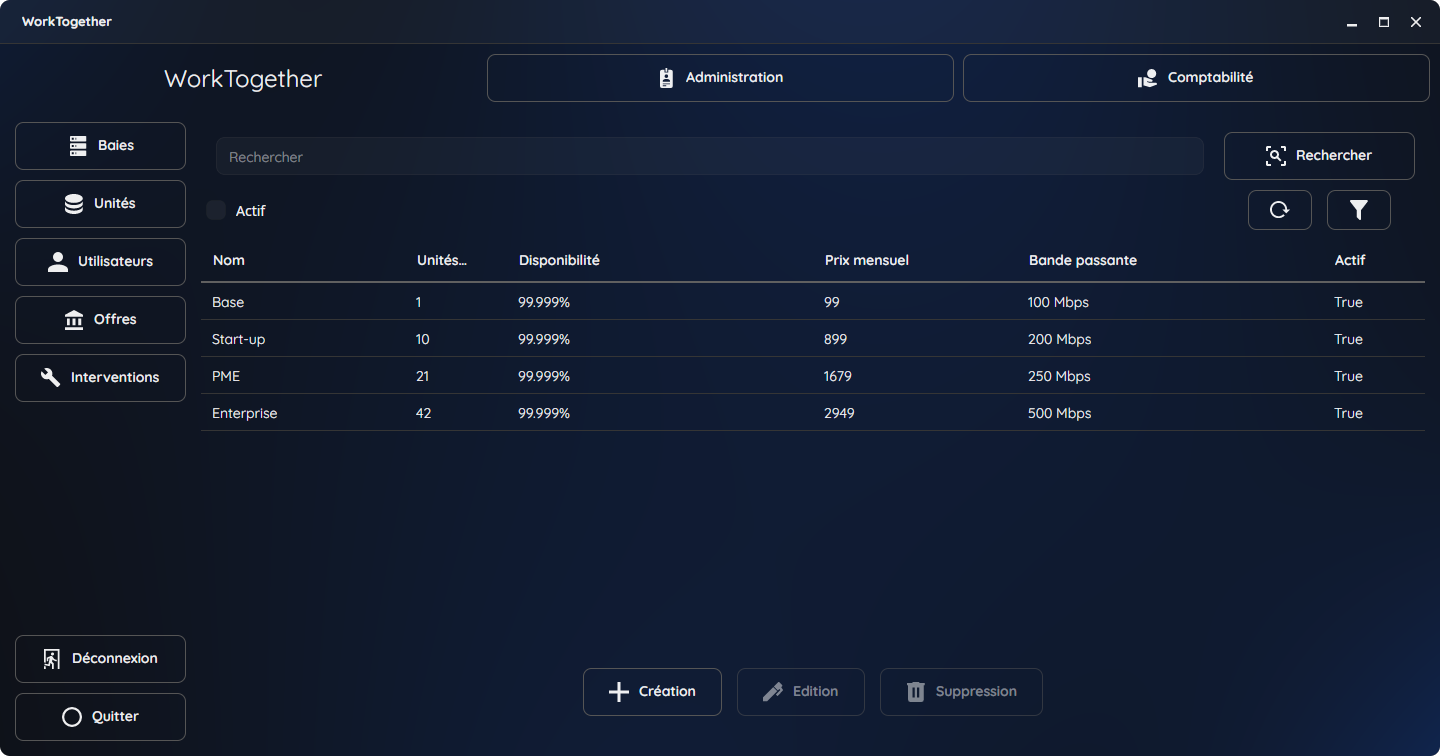 WorkTogether
WorkTogether
Administration
Comptabilité
Baies
Unités
Utilisateurs
Offres
Interventions
Déconnexion
Quitter
Rechercher
Rechercher
Actif
Nom Unités... Disponibilité Prix mensuel Bande passante Actif
Base 1 99.999% 99 100 Mbps True
Start-up 10 99.999% 899 200 Mbps True
PME 21 99.999% 1679 250 Mbps True
Enterprise 42 99.999% 2949 500 Mbps True
Création
Edition
Suppression